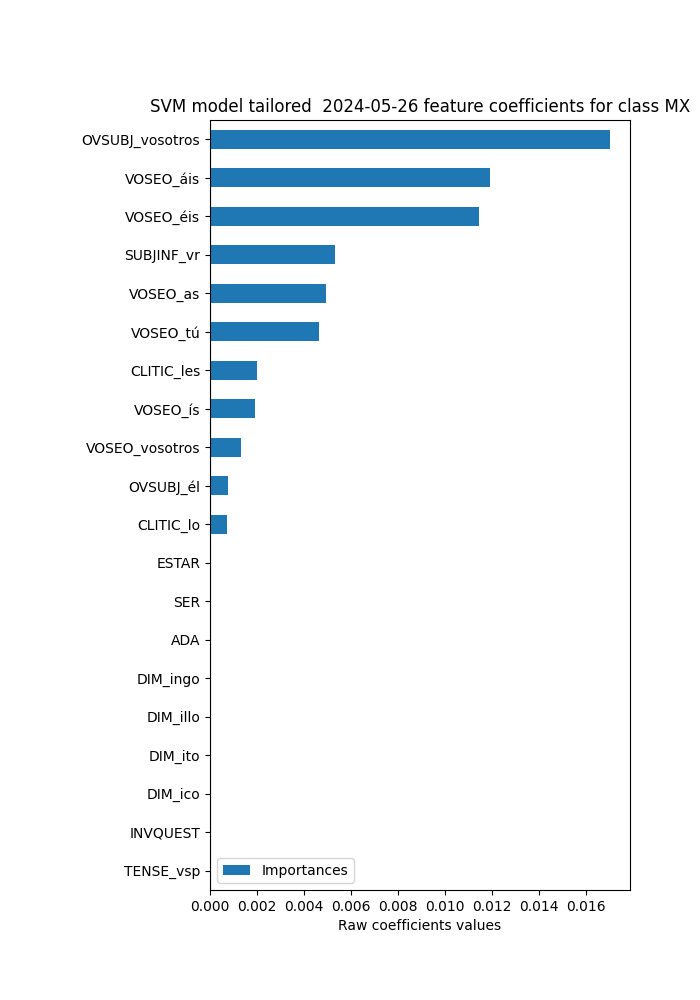 SVM model tailored  2024-05-26 feature coefficients for class MX
OVSUBJ_vosotros
VOSEO_áis
VOSEO_éis
SUBJINF_vr
VOSEO_as
VOSEO_tú
CLITIC_les
VOSEO_ís
VOSEO_vosotros
OVSUBJ_él
CLITIC_lo
ESTAR
SER
ADA
DIM_ingo
DIM_illo
DIM_ito
DIM_ico
INVQUEST
TENSE_vsp
Importances
0.000 0.002 0.004 0.006 0.008 0.010 0.012 0.014 0.016
Raw coefficients values